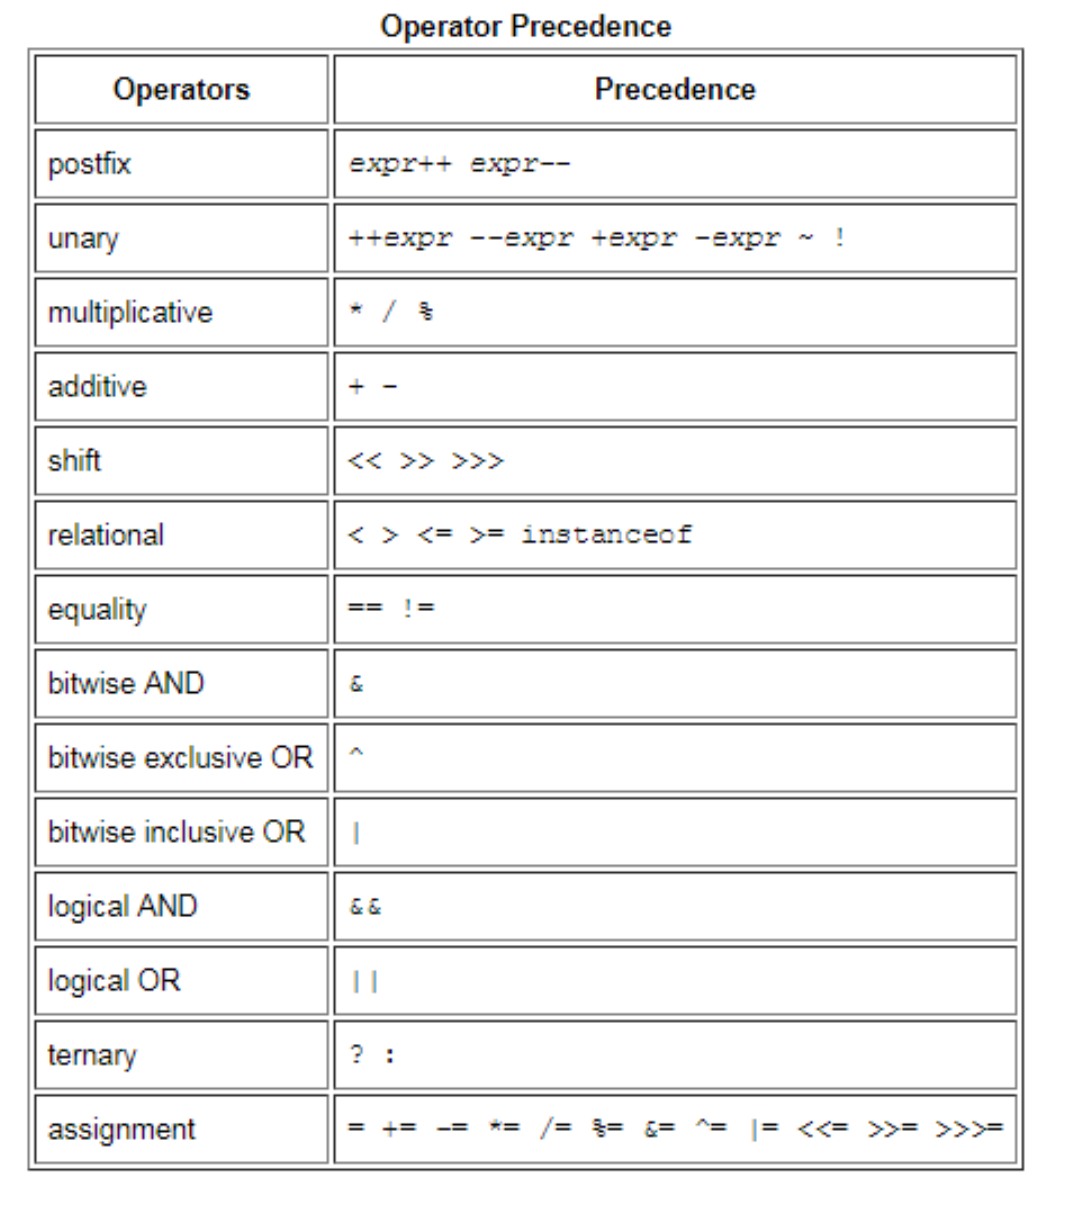 Operator Precedence
Operators Precedence
postfix expr++ expr--
unary ++expr --expr +expr -expr ~ !
multiplicative * / %
additive + -
shift << >> >>>
relational < > <= >= instanceof
equality == !=
bitwise AND &
bitwise exclusive OR ^
bitwise inclusive OR |
logical AND &&
logical OR ||
ternary ? :
assignment = += -= *= /= %= &= ^= |= <<= >>= >>>=